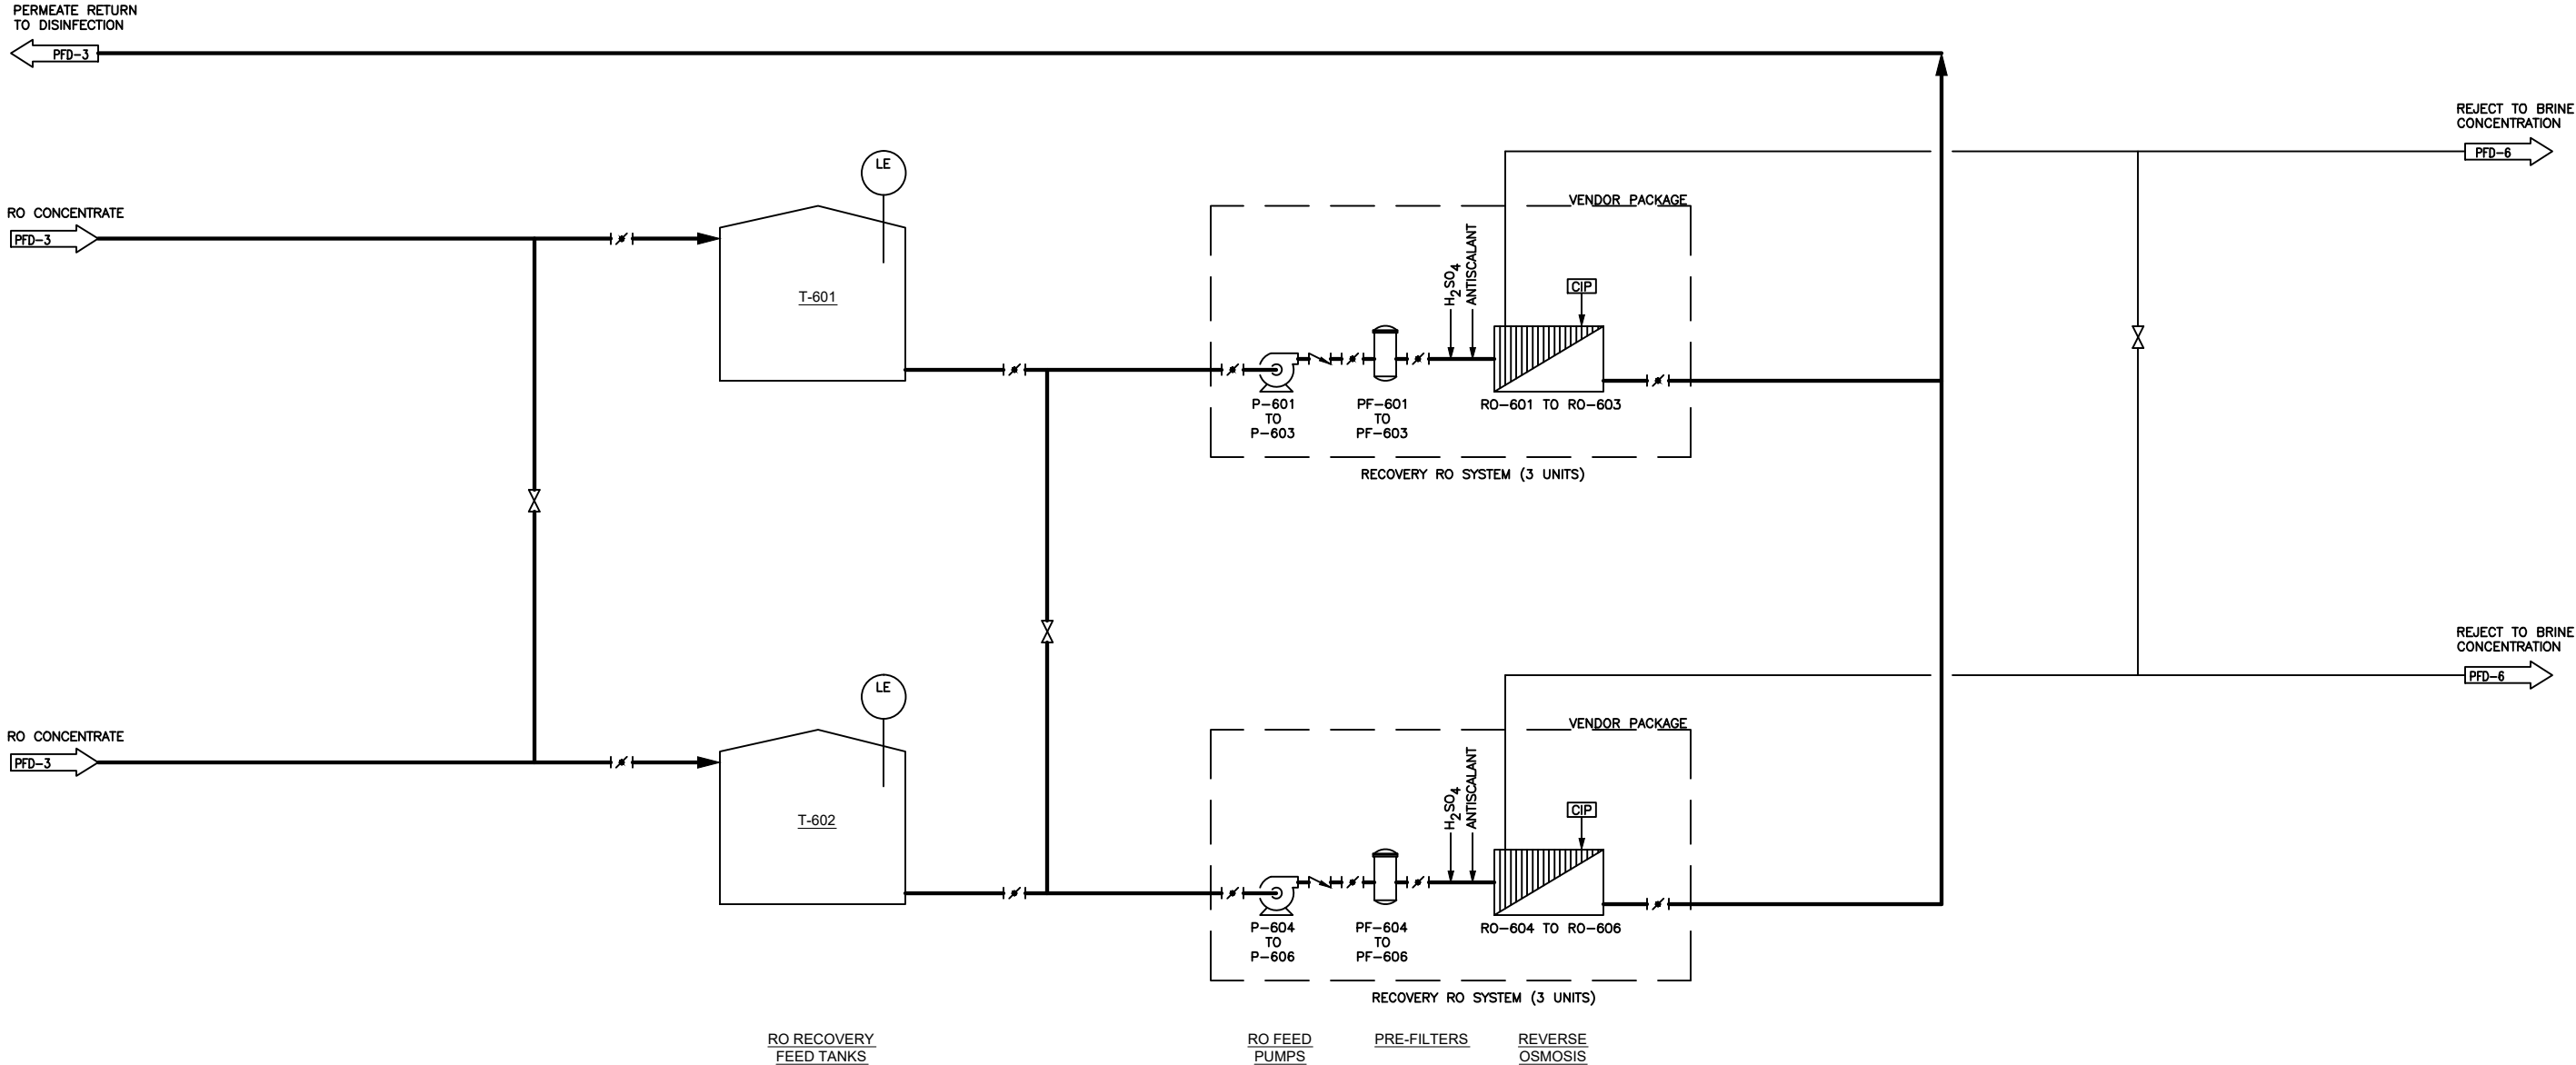 PERMEATE RETURN
TO DISINFECTION
PFD-3
REJECT TO BRINE
CONCENTRATION
PFD-6
LE
VENDOR PACKAGE
RO CONCENTRATE
PFD-3
T-601
H2SO4
ANTISCALANT
CIP
P-601
TO
P-603
PF-601
TO
PF-603
RO-601 TO RO-603
RECOVERY RO SYSTEM (3 UNITS)
REJECT TO BRINE
CONCENTRATION
PFD-6
LE
VENDOR PACKAGE
RO CONCENTRATE
PFD-3
T-602
H2SO4
ANTISCALANT
CIP
P-604
TO
P-606
PF-604
TO
PF-606
RO-604 TO RO-606
RECOVERY RO SYSTEM (3 UNITS)
RO RECOVERY
FEED TANKS
RO FEED
PUMPS
PRE-FILTERS
REVERSE
OSMOSIS